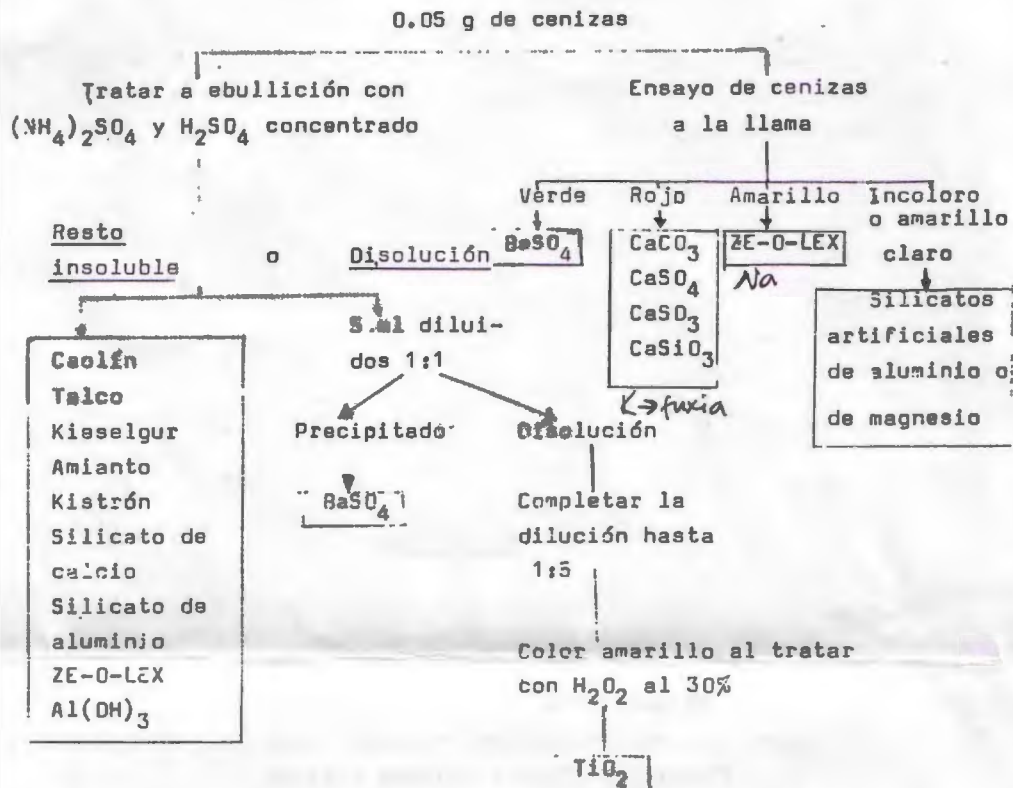 0.05 g de cenizas
Tratar a ebullición con
(NH4)2SO4 y H2SO4 concentrado
Ensayo de cenizas
a la llama
Verde
Rojo
Amarillo
Incoloro
o amarillo
claro
BaSO4
CaCO3
CaSO4
CaSO3
CaSiO3
K→fuxia
ZE-O-LEX
Na
Silicatos
artificiales
de aluminio o
de magnesio
Resto
insoluble
o
Disolución
Caolín
Talco
Kieselgur
Amianto
Kistrón
Silicato de
calcio
Silicato de
aluminio
ZE-O-LEX
Al(OH)3
5 ml dilui-
dos 1:1
Precipitado
BaSO4
Disolución
Completar la
dilución hasta
1:5
Color amarillo al tratar
con H2O2 al 30%
TiO2